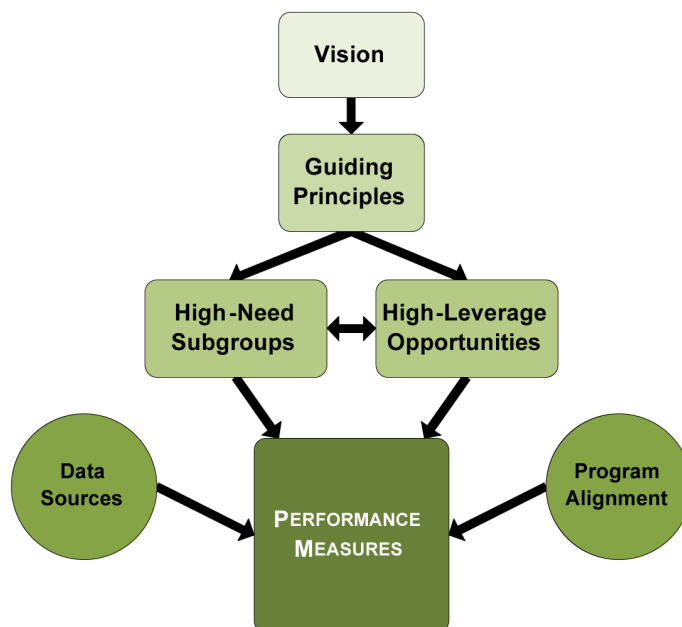 Vision
Guiding
Principles
High-Need
Subgroups
High-Leverage
Opportunities
Data
Sources
Program
Alignment
PERFORMANCE
MEASURES